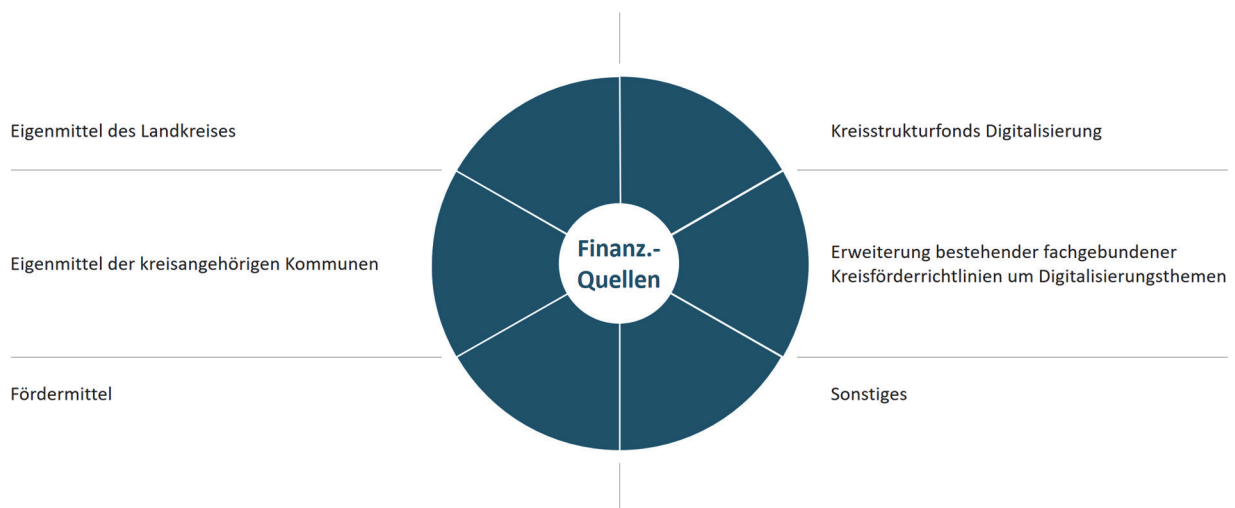 Eigenmittel des Landkreises
Kreisstrukturfonds Digitalisierung
Eigenmittel der kreisangehörigen Kommunen
Finanz.-
Quellen
Erweiterung bestehender fachgebundener
Kreisförderrichtlinien um Digitalisierungsthemen
Fördermittel
Sonstiges